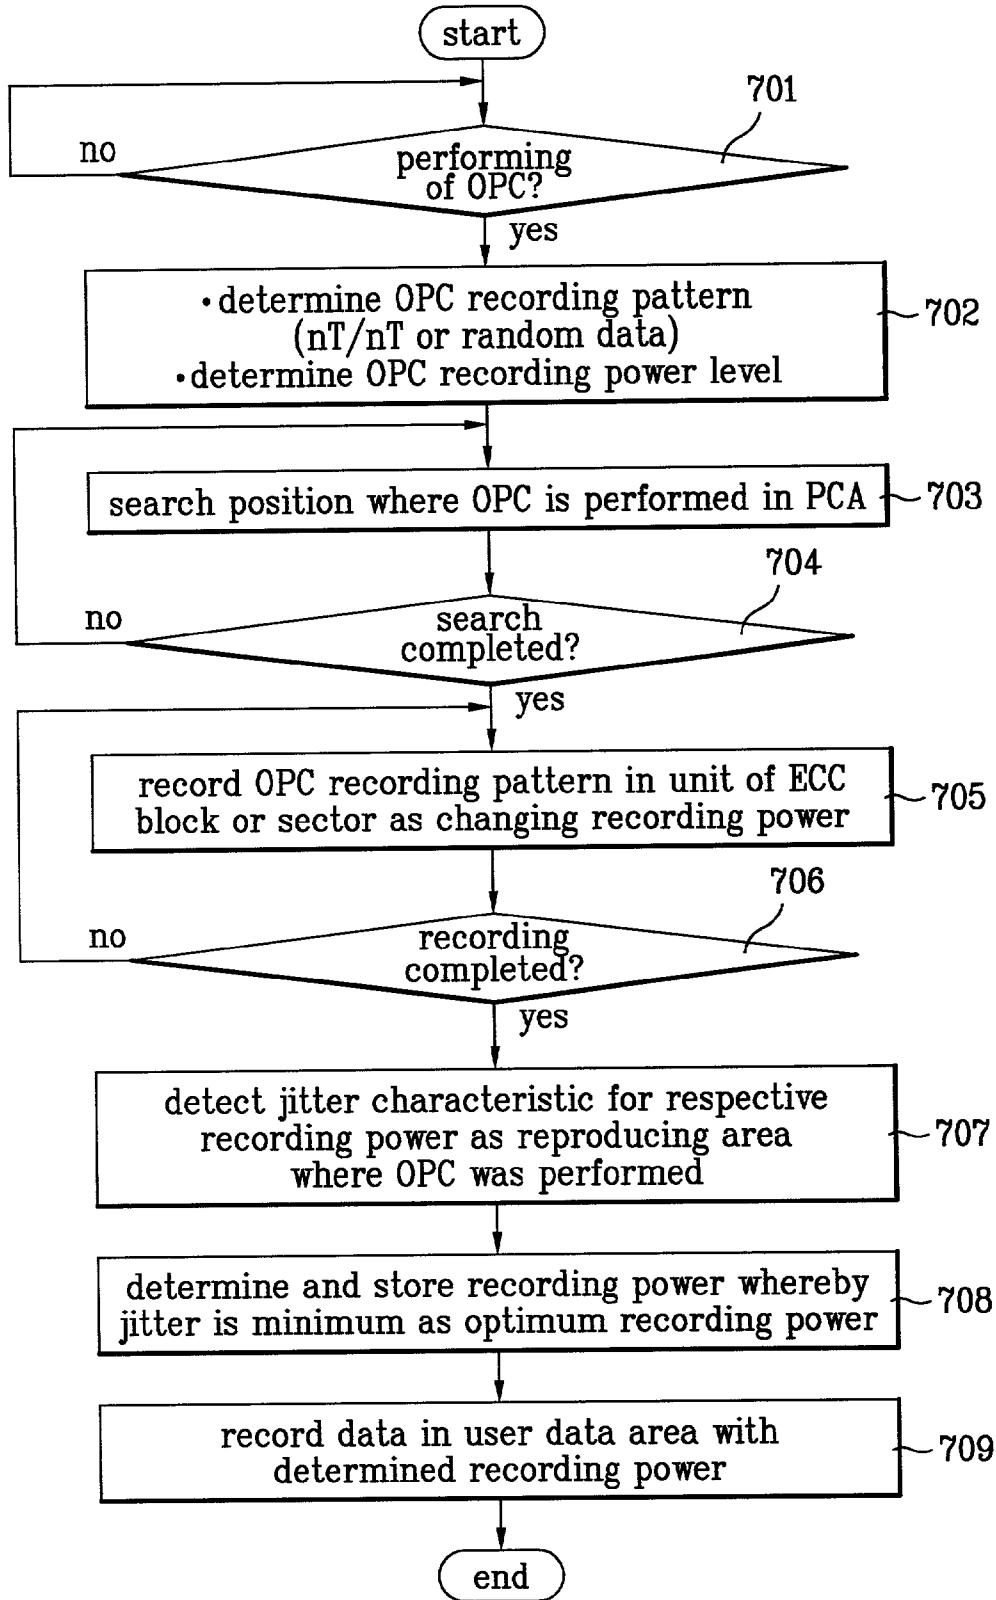 start
701
no
performing
of OPC?
yes
•determine OPC recording pattern
(nT/nT or random data)
•determine OPC recording power level
702
search position where OPC is performed in PCA
703
704
no
search
completed?
yes
record OPC recording pattern in unit of ECC
block or sector as changing recording power
705
706
no
recording
completed?
yes
detect jitter characteristic for respective
recording power as reproducing area
where OPC was performed
707
determine and store recording power whereby
jitter is minimum as optimum recording power
708
record data in user data area with
determined recording power
709
end